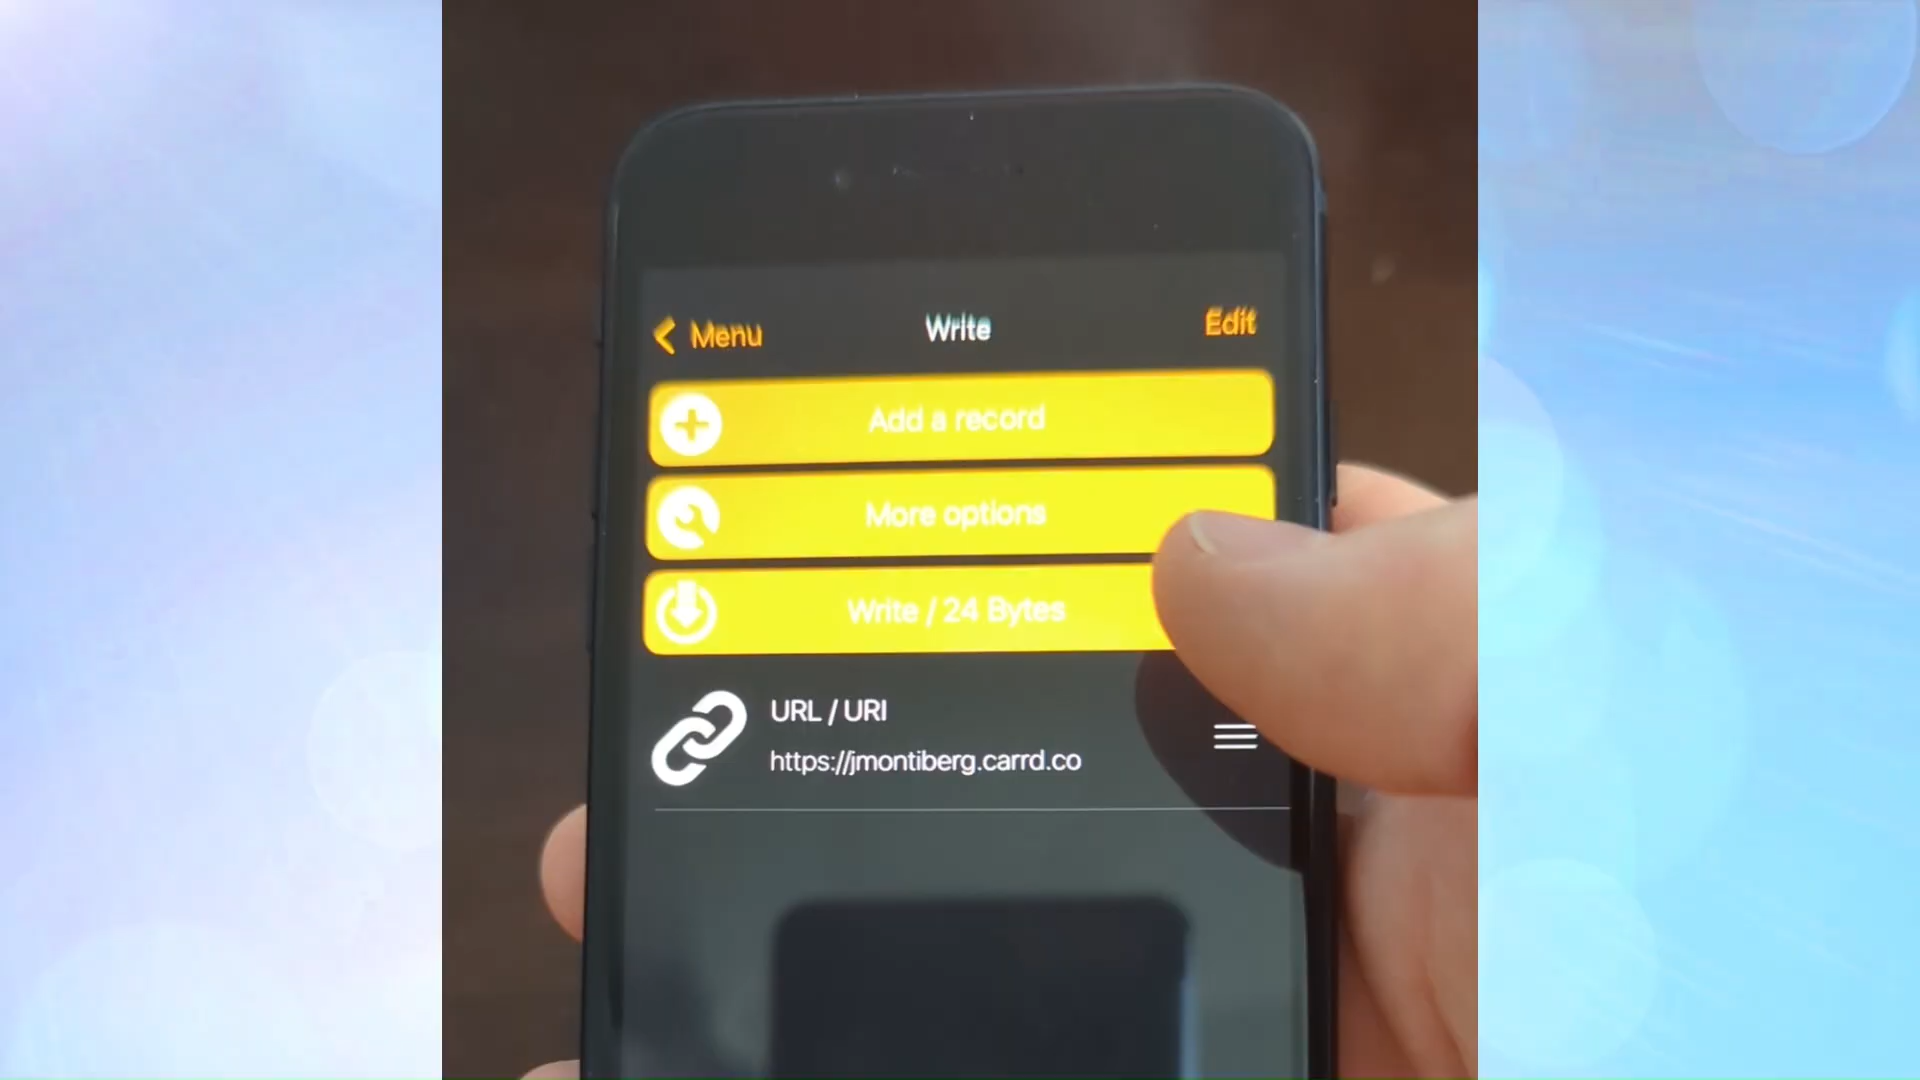 Menu
Write
Edit
Add a record
More options
Write / 24 Bytes
URL / URI
https://jmontiberg.carrd.co